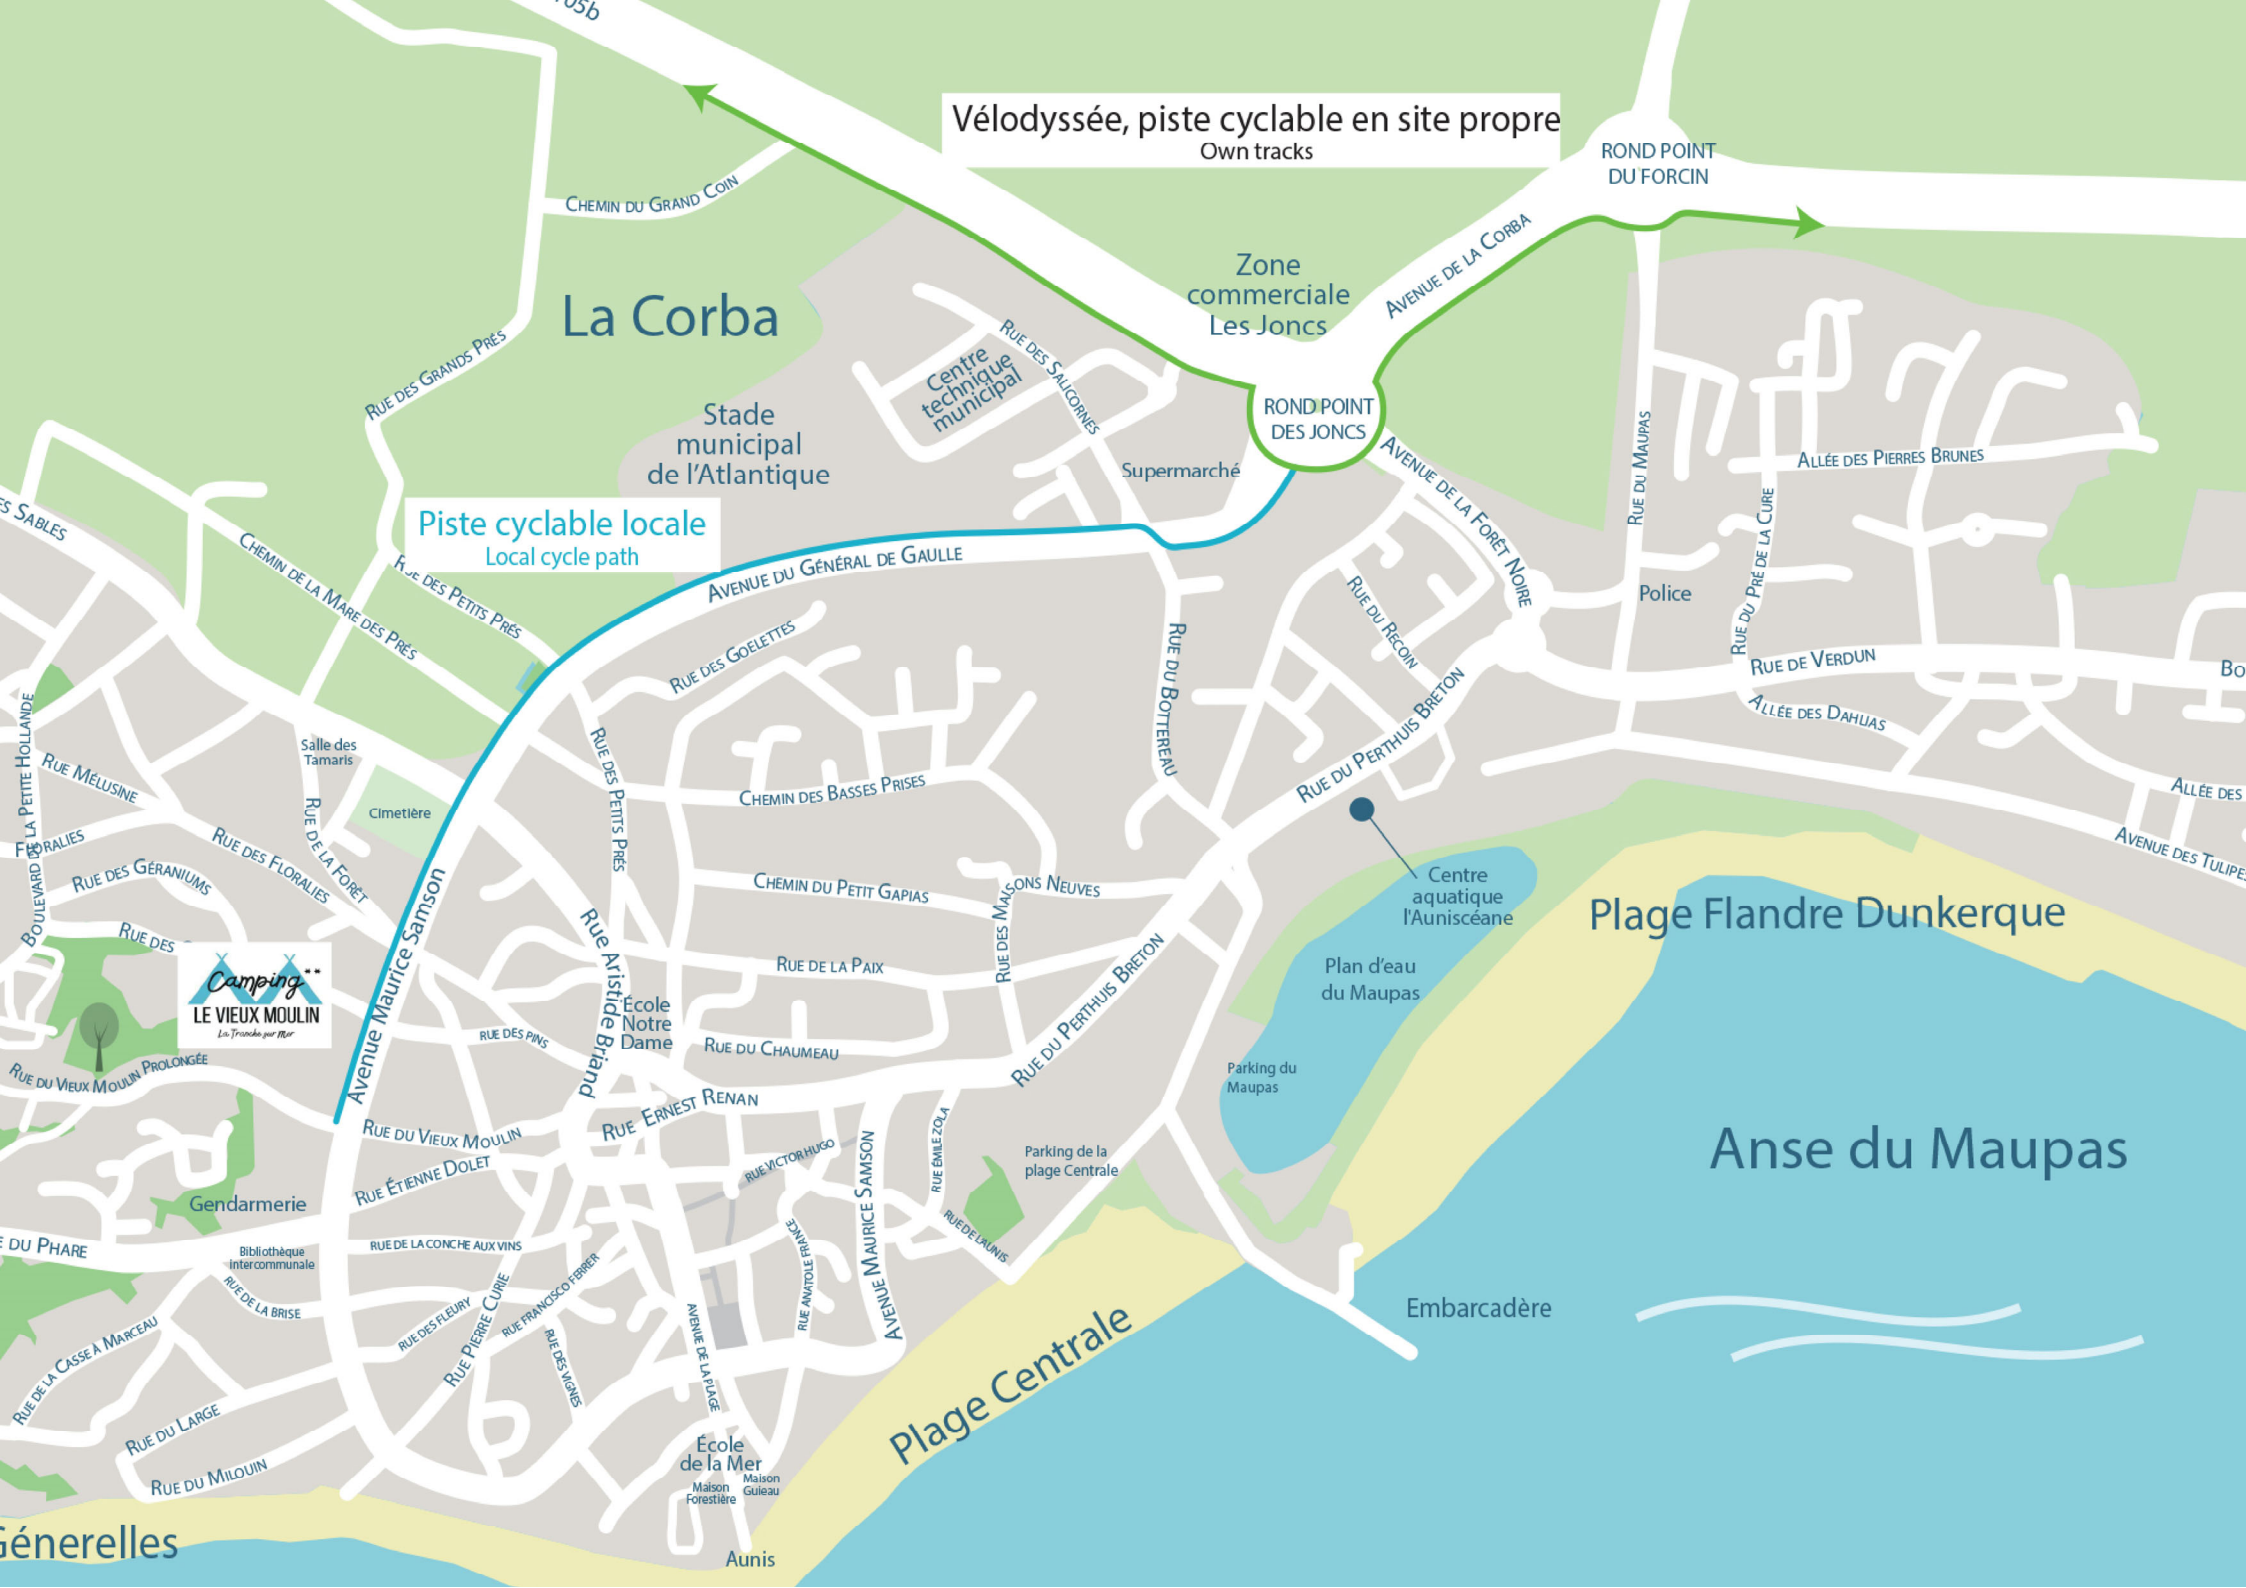 05b
Vélodyssée, piste cyclable en site propre
Own tracks
ROND POINT
DU FORCIN
CHEMIN DU GRAND COIN
AVENUE DE LA CORBA
Zone
commerciale
Les Joncs
La Corba
RUE DES GRANDS PRÉS
RUE DES SALICORNES
Centre
technique
municipal
Stade
municipal
de l'Atlantique
ROND POINT
DES JONCS
Supermarché
AVENUE DE LA FORÊT NOIRE
RUE DU MAUPAS
ALLÉE DES PIERRES BRUNES
RUE DU PRÉ DE LA CURE
ES SABLES
Piste cyclable locale
Local cycle path
CHEMIN DE LA MARE DES PRÉS
RUE DES PETITS PRÉS
AVENUE DU GÉNÉRAL DE GAULLE
RUE DES GOELETTES
RUE DU BOTTEREAU
RUE DU RECOIN
Police
RUE DE VERDUN
BO
ALLÉE DES DAHLIAS
ALLÉE DES
AVENUE DES TULIPES
BOULEVARD DE LA PETITE HOLLANDE
RUE MÉLUSINE
Salle des
Tamaris
Cimetière
RUE DE LA FORÊT
RUE DES FLORALIES
FLORALIES
RUE DES GÉRANIUMS
RUE DES
RUE DES PETITS PRÉS
CHEMIN DES BASSES PRISES
RUE DU PERTHUIS BRETON
CHEMIN DU PETIT GAPIAS
RUE DES MAISONS NEUVES
Centre
aquatique
l'Auniscéane
Plage Flandre Dunkerque
Plan d'eau
du Maupas
Camping**
LE VIEUX MOULIN
La Tranche sur Mer
Avenue Maurice Samson
Rue Aristide Briand
RUE DE LA PAIX
École
Notre
Dame
RUE DES PINS
RUE DU CHAUMEAU
RUE DU PERTHUIS BRETON
Parking du
Maupas
RUE DU VIEUX MOULIN PROLONGÉE
RUE ERNEST RENAN
RUE DU VIEUX MOULIN
RUE ÉTIENNE DOLET
RUE VICTOR HUGO
AVENUE MAURICE SAMSON
RUE ÉMILE ZOLA
Parking de la
plage Centrale
Anse du Maupas
Gendarmerie
E DU PHARE
Bibliothèque
intercommunale
RUE DE LA CONCHE AUX VINS
RUE DE L'AUNIS
RUE ANATOLE FRANCE
RUE DE LA BRISE
RUE DES FLEURY
RUE PIERRE CURIE
RUE FRANCISCO FERRER
RUE DES VIGNES
AVENUE DE LA PLAGE
Embarcadère
RUE DE LA CASSE À MARCEAU
RUE DU LARGE
RUE DU MILOUIN
Plage Centrale
École
de la Mer
Maison
Forestière
Maison
Guieau
Génerelles
Aunis